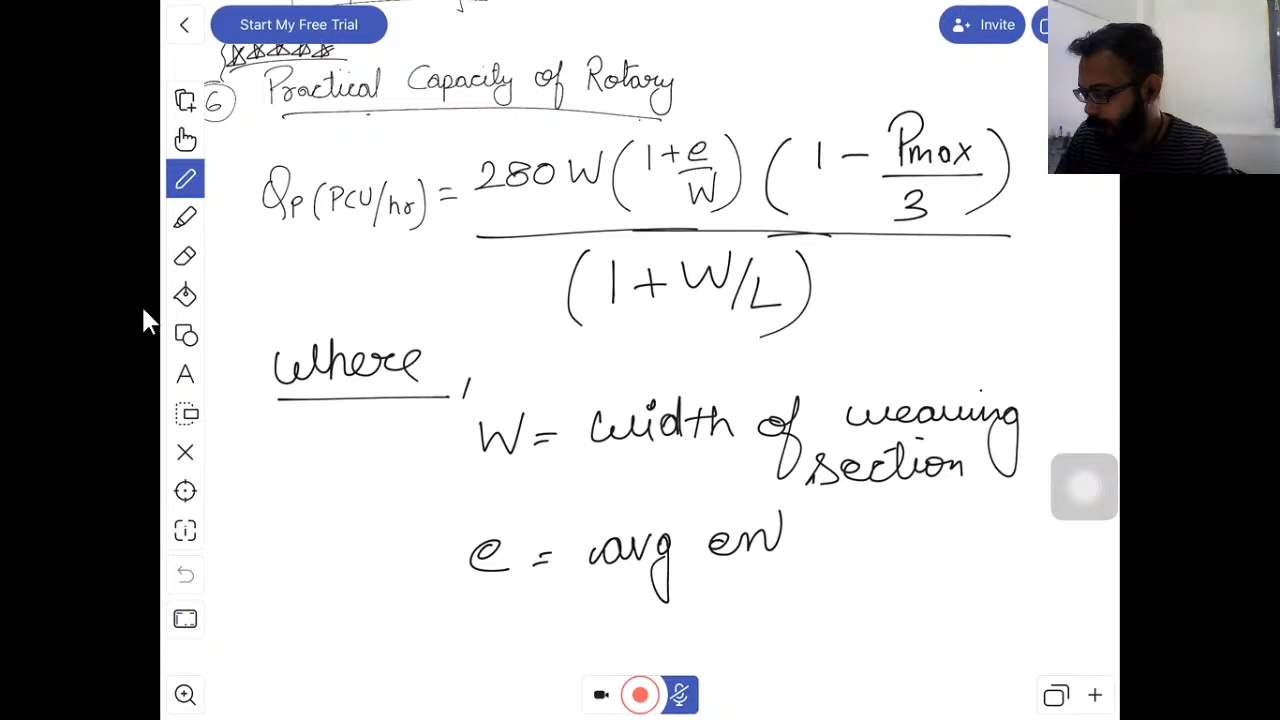 Start My Free Trial
Invite
6 Practical Capacity of Rotary
Qp (PCU/hr) = 280 W (1 + e/W) (1 - Pmax/3)
(1 + W/L)
where,
W = width of weaving
section
e = avg en